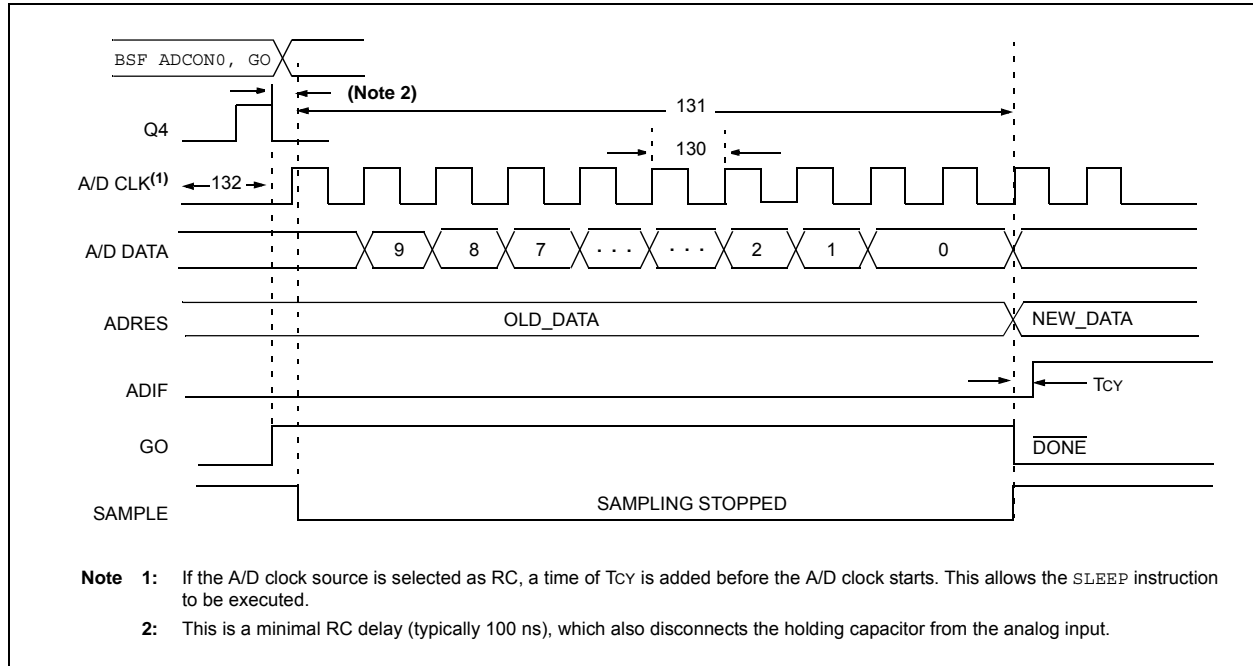 BSF ADCON0, GO
(Note 2)
131
Q4
130
A/D CLK(1)
132
A/D DATA
9 8 7 . . . . . . 2 1 0
ADRES
OLD_DATA
NEW_DATA
ADIF
TCY
GO
DONE
SAMPLE
SAMPLING STOPPED
Note 1: If the A/D clock source is selected as RC, a time of TCY is added before the A/D clock starts. This allows the SLEEP instruction
to be executed.
2: This is a minimal RC delay (typically 100 ns), which also disconnects the holding capacitor from the analog input.